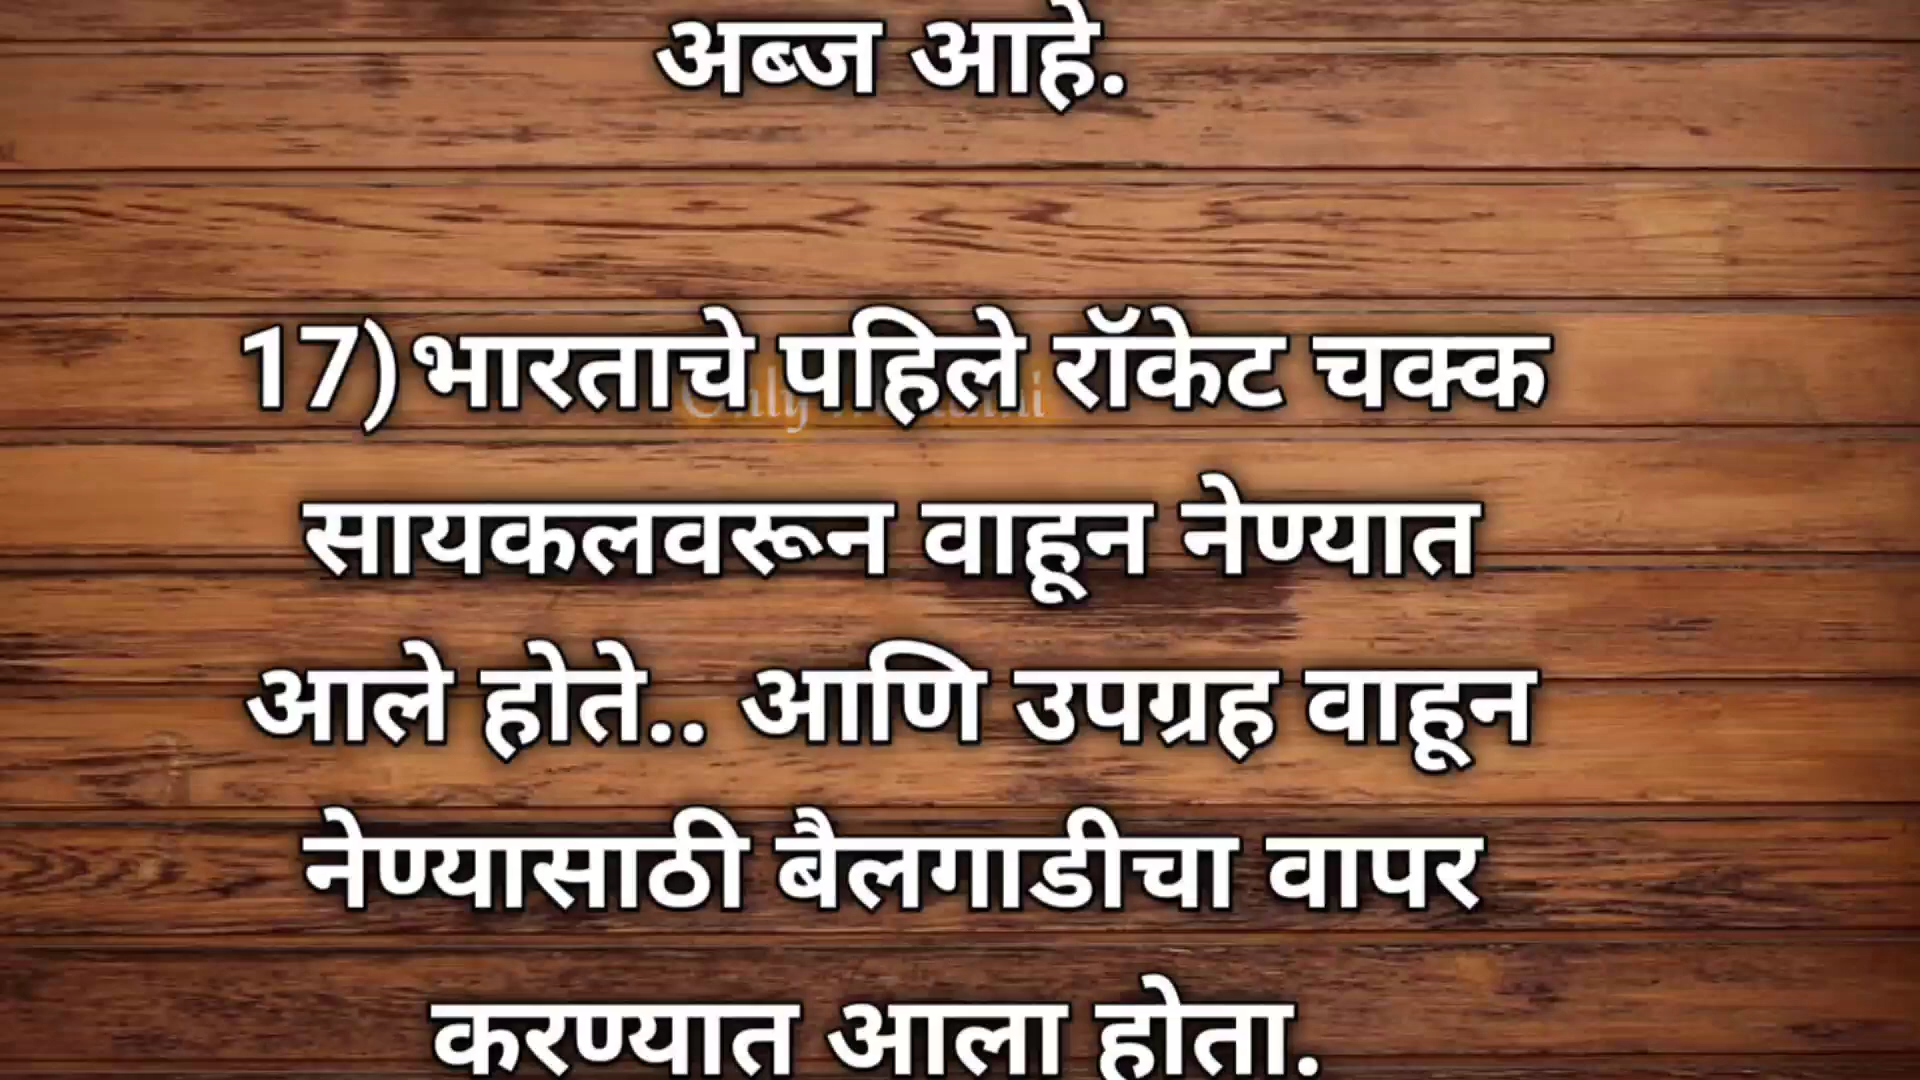 अब्ज आहे.
17) भारताचे पहिले रॉकेट चक्क
सायकलवरून वाहून नेण्यात
आले होते.. आणि उपग्रह वाहून
नेण्यासाठी बैलगाडीचा वापर
करण्यात आला होता.